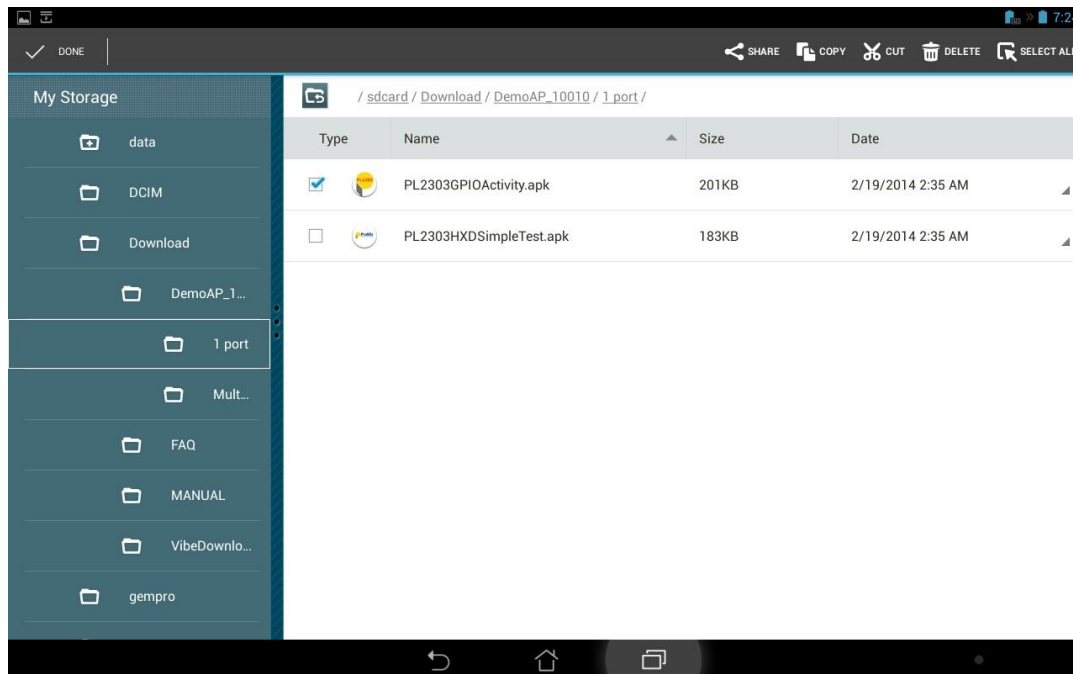 7:24
DONE
SHARE COPY CUT DELETE SELECT ALL
My Storage
/ sdcard / Download / DemoAP_10010 / 1 port /
data
DCIM
Download
DemoAP_1...
1 port
Mult...
FAQ
MANUAL
VibeDownlo...
gempro
Type Name Size Date
PL2303GPIOActivity.apk 201KB 2/19/2014 2:35 AM
PL2303HXDSimpleTest.apk 183KB 2/19/2014 2:35 AM